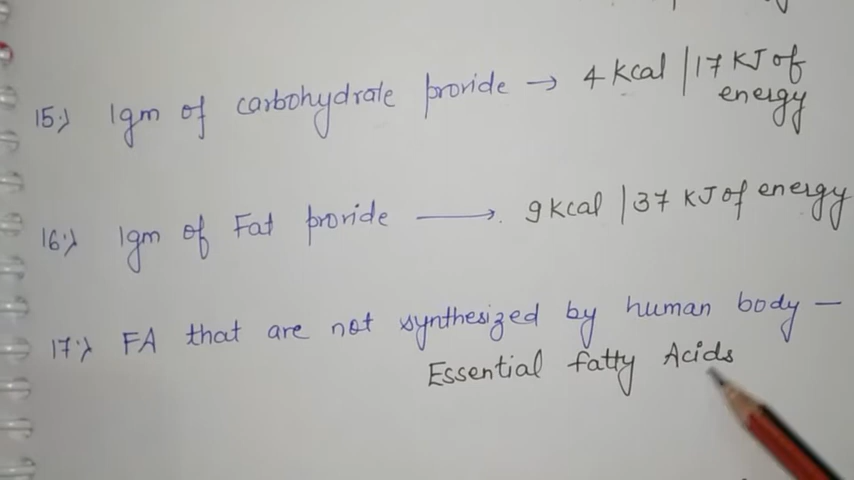 15:) 1gm of carbohydrate provide → 4 Kcal | 17 KJ of
energy
16:) 1gm of Fat provide → 9 Kcal | 37 KJ of energy
17:) FA that are not synthesized by human body –
Essential fatty Acids